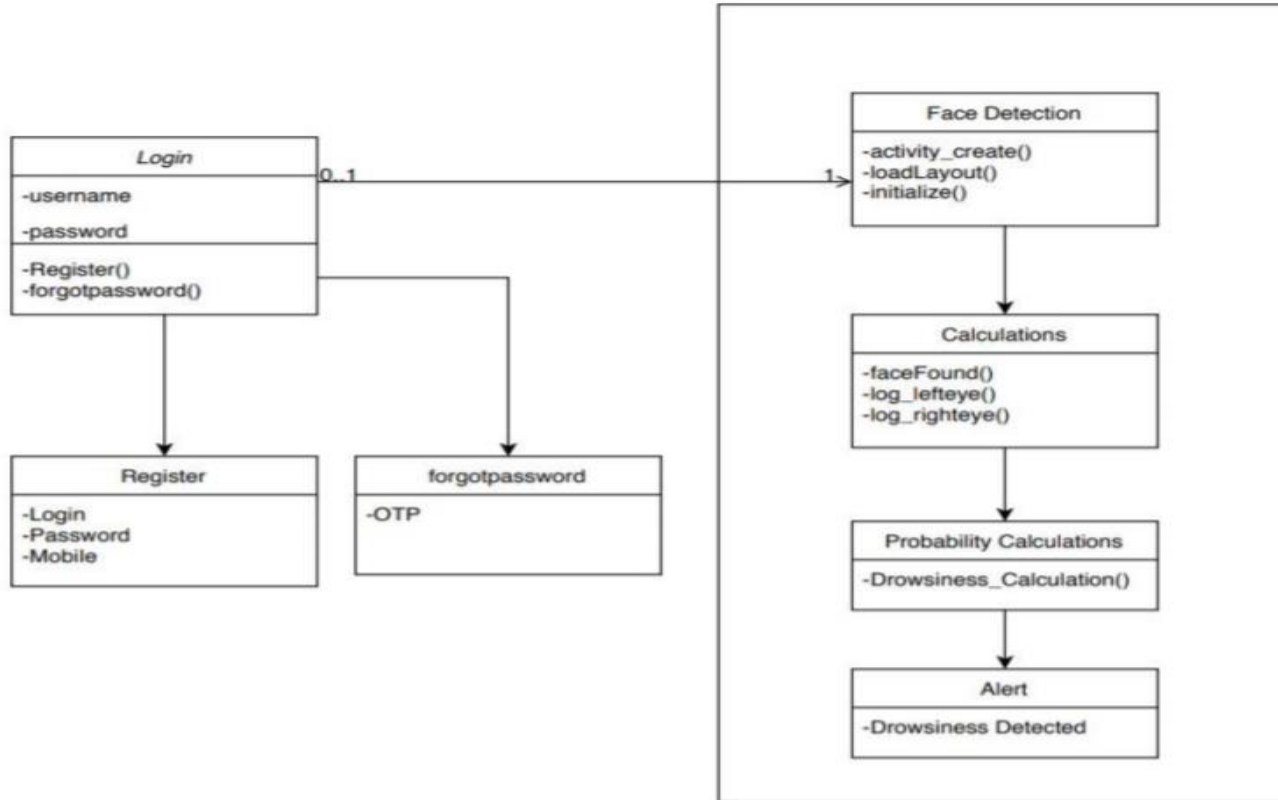 Login
-username
-password
-Register()
-forgotpassword()
0..1
1
Register
-Login
-Password
-Mobile
forgotpassword
-OTP
Face Detection
-activity_create()
-loadLayout()
-initialize()
Calculations
-faceFound()
-log_lefteye()
-log_righteye()
Probability Calculations
-Drowsiness_Calculation()
Alert
-Drowsiness Detected